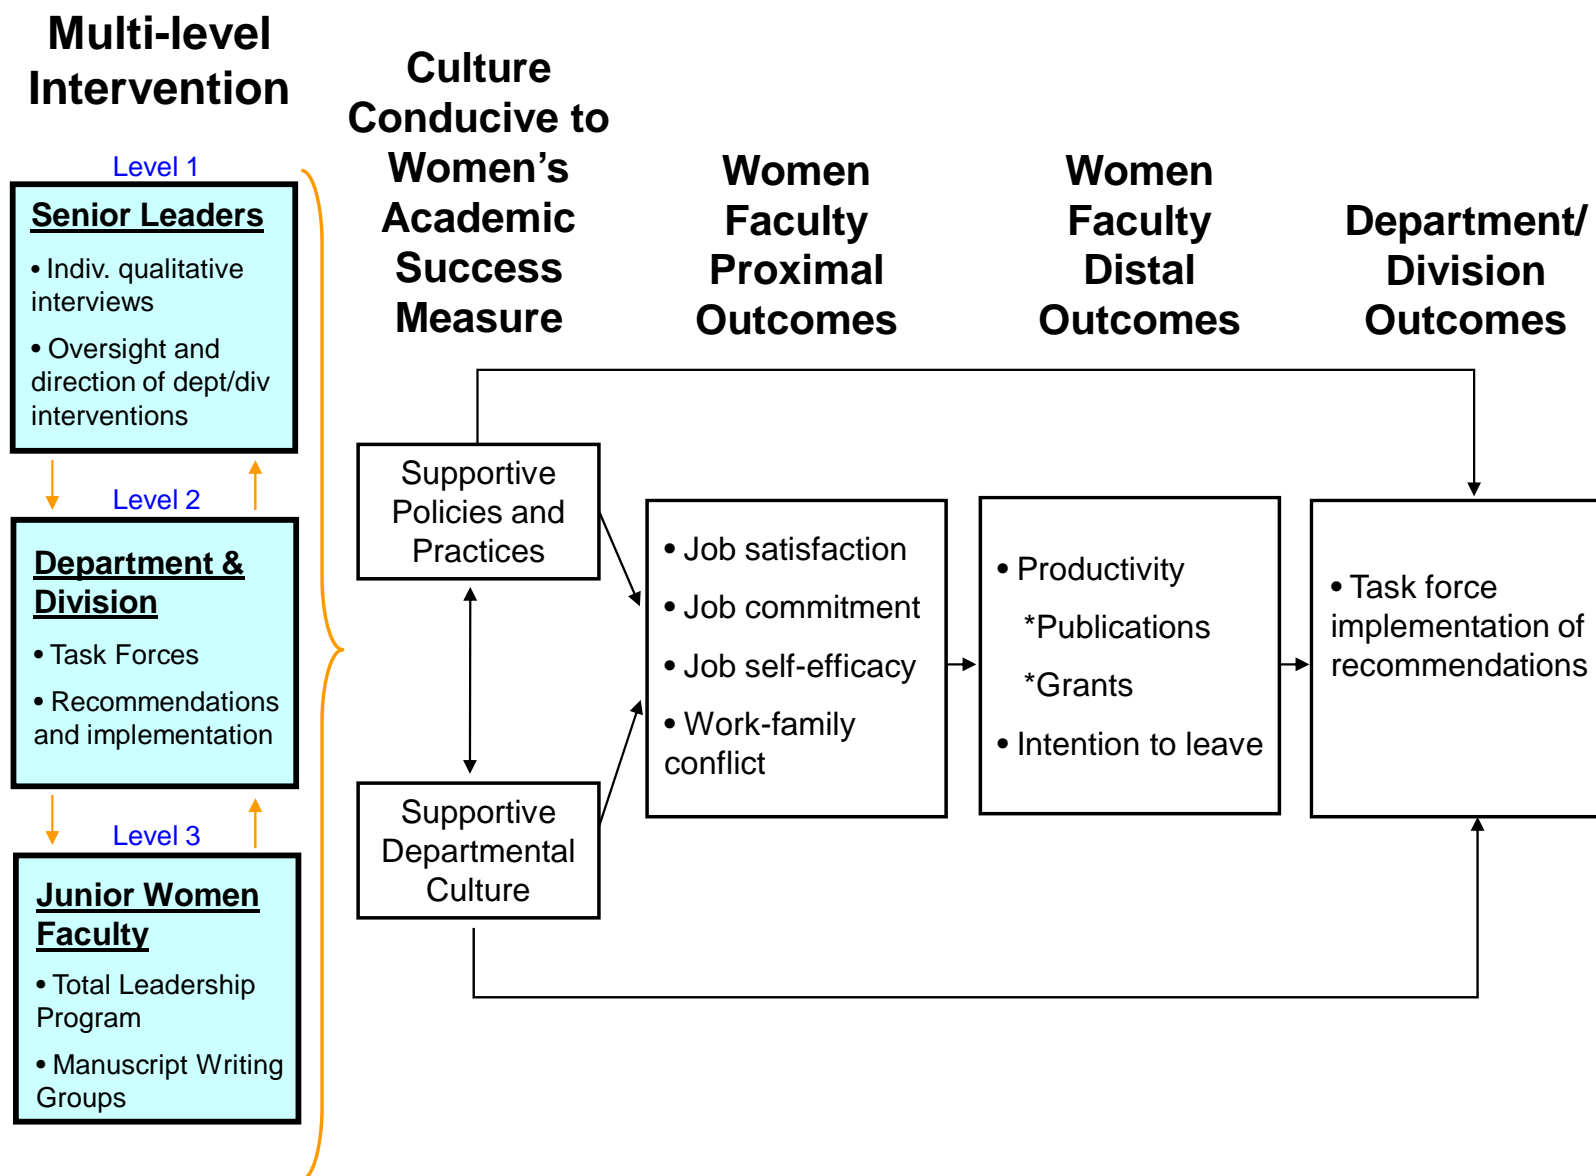 Multi-level
Intervention
Level 1
Senior Leaders
• Indiv. qualitative
interviews
• Oversight and
direction of dept/div
interventions
Level 2
Department &
Division
• Task Forces
• Recommendations
and implementation
Level 3
Junior Women
Faculty
• Total Leadership
Program
• Manuscript Writing
Groups
Culture
Conducive to
Women’s
Academic
Success
Measure
Supportive
Policies and
Practices
Supportive
Departmental
Culture
Women
Faculty
Proximal
Outcomes
• Job satisfaction
• Job commitment
• Job self-efficacy
• Work-family
conflict
Women
Faculty
Distal
Outcomes
• Productivity
*Publications
*Grants
• Intention to leave
Department/
Division
Outcomes
• Task force
implementation of
recommendations